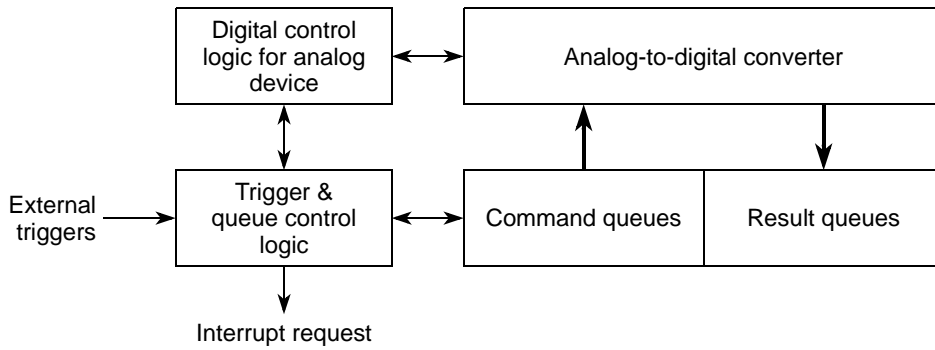 Digital control
logic for analog
device
Analog-to-digital converter
External
triggers
Trigger &
queue control
logic
Command queues
Result queues
Interrupt request